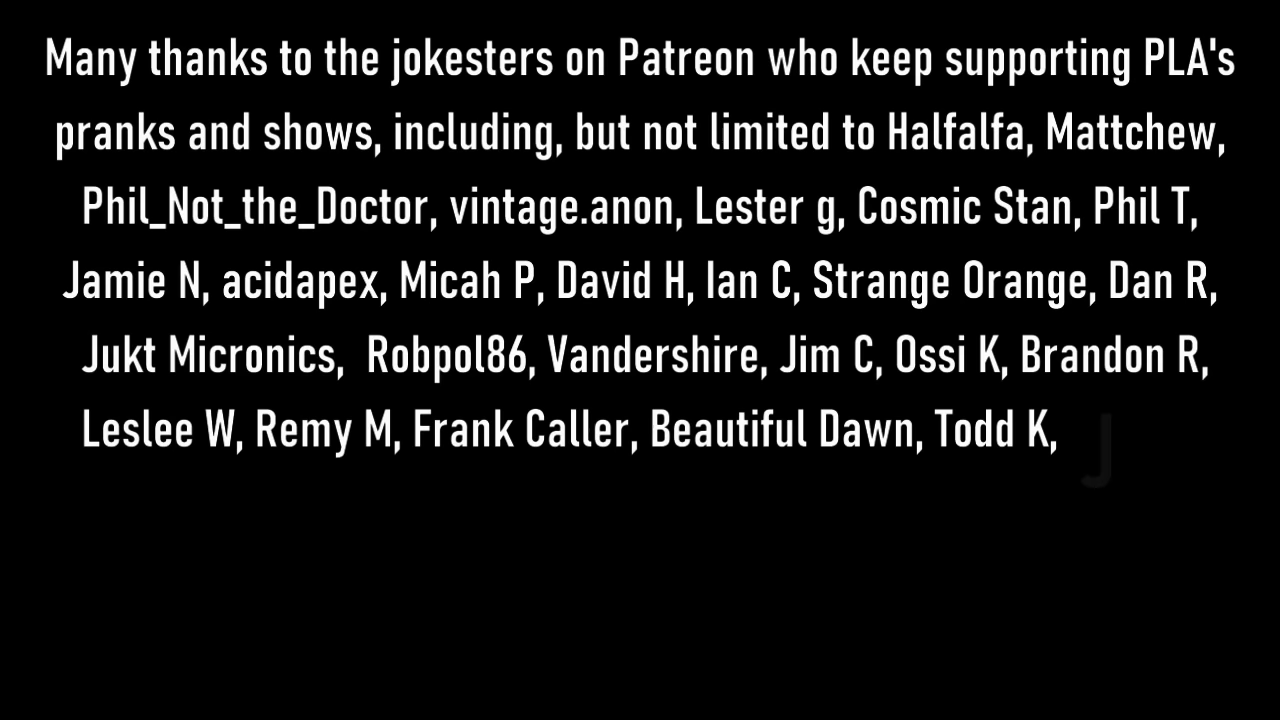 Many thanks to the jokesters on Patreon who keep supporting PLA's
pranks and shows, including, but not limited to Halfalfa, Mattchew,
Phil_Not_the_Doctor, vintage.anon, Lester g, Cosmic Stan, Phil T,
Jamie N, acidapex, Micah P, David H, Ian C, Strange Orange, Dan R,
Jukt Micronics,  Robpol86, Vandershire, Jim C, Ossi K, Brandon R,
Leslee W, Remy M, Frank Caller, Beautiful Dawn, Todd K, J